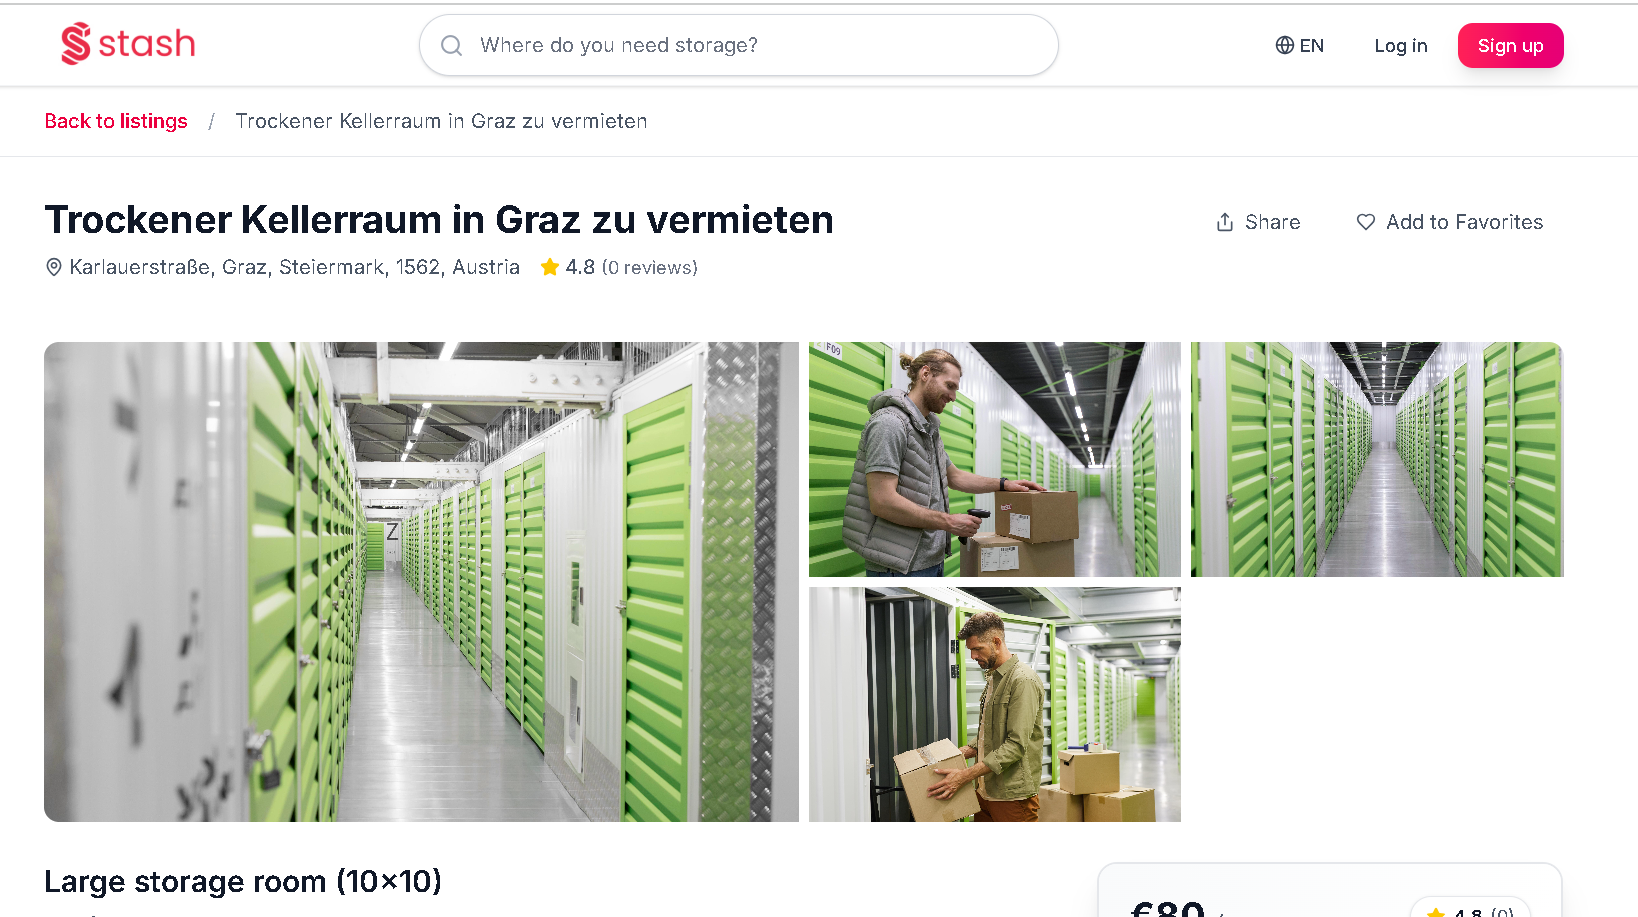 stash
Where do you need storage?
EN
Log in
Sign up
Back to listings / Trockener Kellerraum in Graz zu vermieten
Trockener Kellerraum in Graz zu vermieten
Share
Add to Favorites
Karlauerstraße, Graz, Steiermark, 1562, Austria
4.8 (0 reviews)
F09
Z
Large storage room (10×10)
€80 /
4.8 (0)